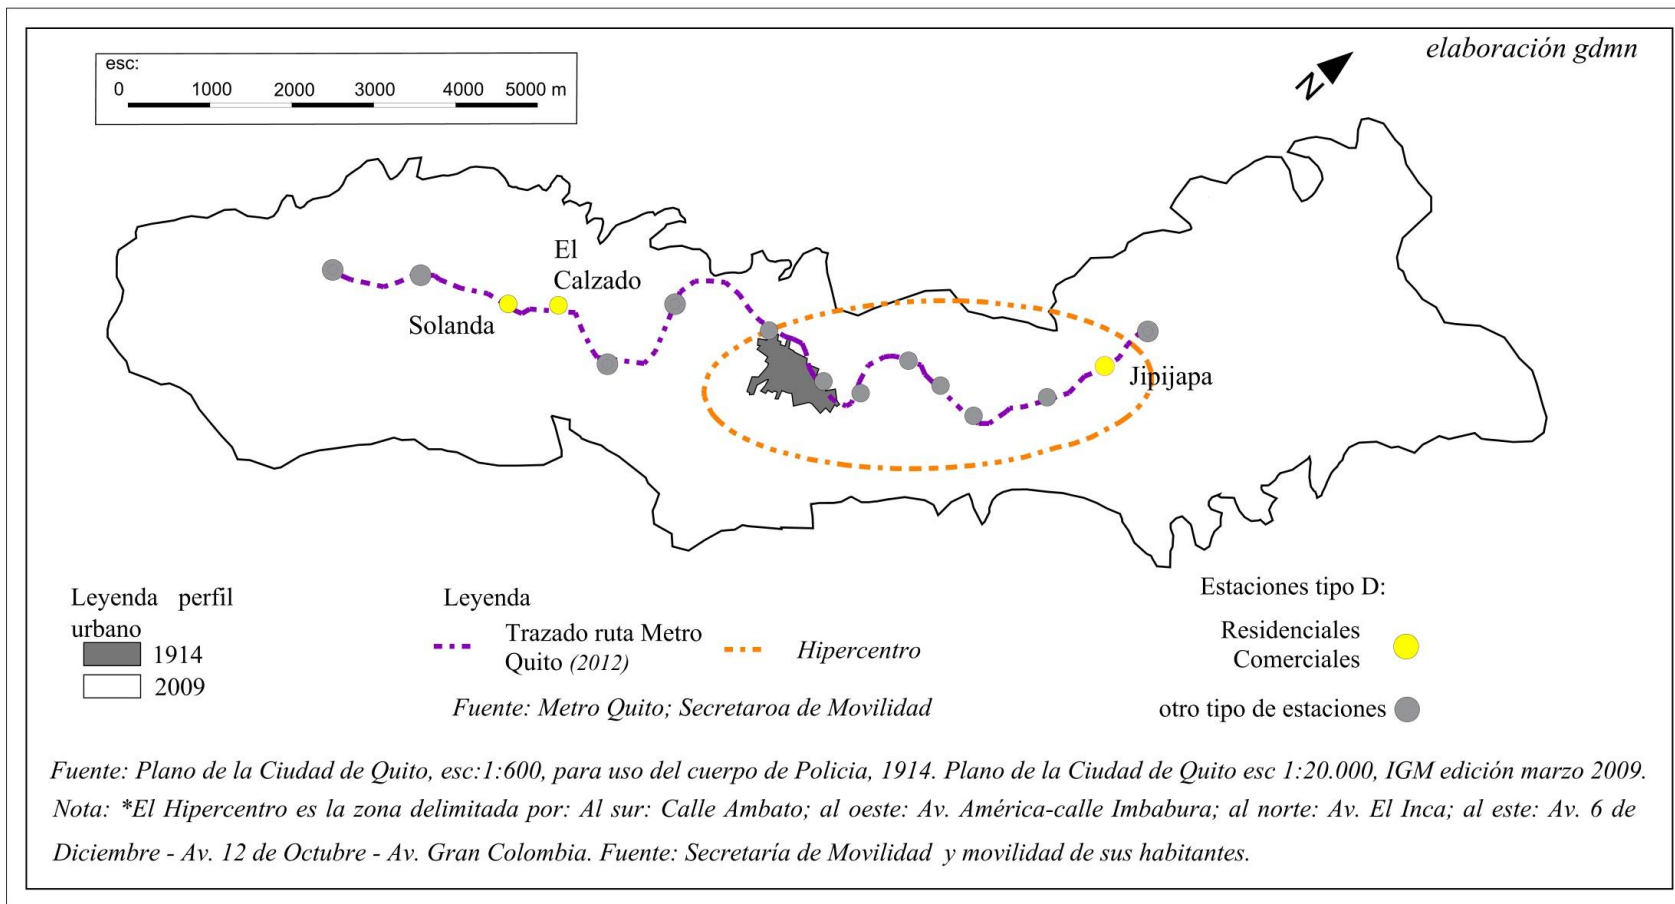 elaboración gdmn
esc:
0 1000 2000 3000 4000 5000 m
N
El
Calzado
Solanda
Jipijapa
Leyenda perfil
urbano
1914
2009
Leyenda
Trazado ruta Metro
Quito (2012)
Hipercentro
Fuente: Metro Quito; Secretaroa de Movilidad
Estaciones tipo D:
Residenciales
Comerciales
otro tipo de estaciones
Fuente: Plano de la Ciudad de Quito, esc:1:600, para uso del cuerpo de Policia, 1914. Plano de la Ciudad de Quito esc 1:20.000, IGM edición marzo 2009.
Nota: *El Hipercentro es la zona delimitada por: Al sur: Calle Ambato; al oeste: Av. América-calle Imbabura; al norte: Av. El Inca; al este: Av. 6 de
Diciembre - Av. 12 de Octubre - Av. Gran Colombia. Fuente: Secretaría de Movilidad y movilidad de sus habitantes.